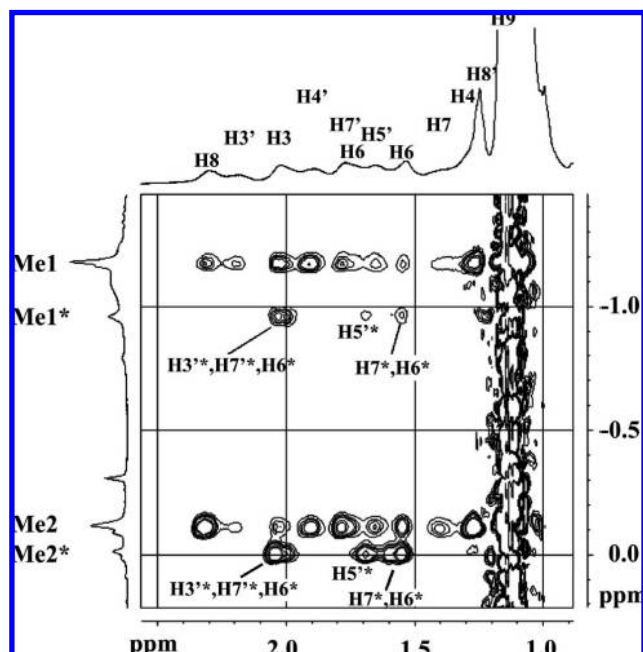 H9
H8'
H4
H4'
H7
H7' H5'
H3' H3
H6 H6
H8
Me1
Me1*
-1.0
H5'*
H3'*,H7'*,H6*
H7*,H6*
-0.5
Me2
Me2*
0.0
H5'*
H3'*,H7'*,H6*
H7*,H6*
ppm
ppm 2.0 1.5 1.0